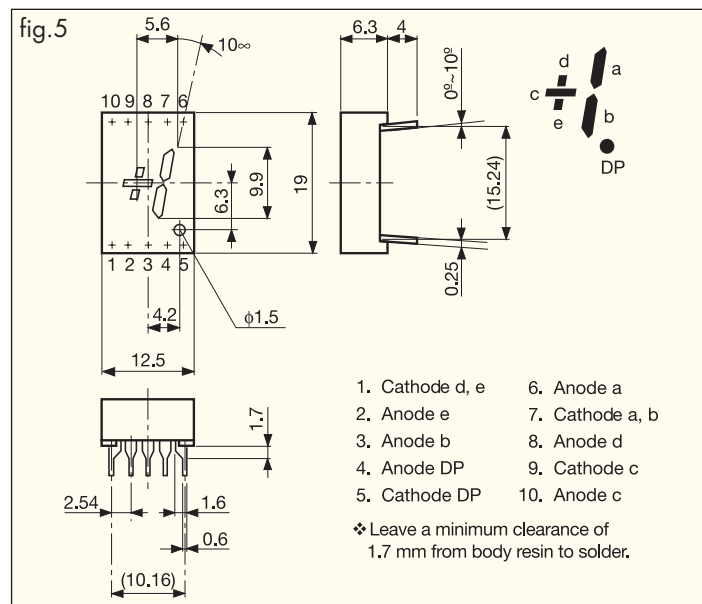 fig.5
5.6
10∞
6.3
4
0º~10º
d
c
a
e
b
DP
10 9 8 7 6
9.9
6.3
19
(15.24)
0.25
1 2 3 4 5
4.2
ϕ1.5
12.5
1.7
2.54
1.6
0.6
(10.16)
1. Cathode d, e
2. Anode e
3. Anode b
4. Anode DP
5. Cathode DP
6. Anode a
7. Cathode a, b
8. Anode d
9. Cathode c
10. Anode c
❖ Leave a minimum clearance of
1.7 mm from body resin to solder.